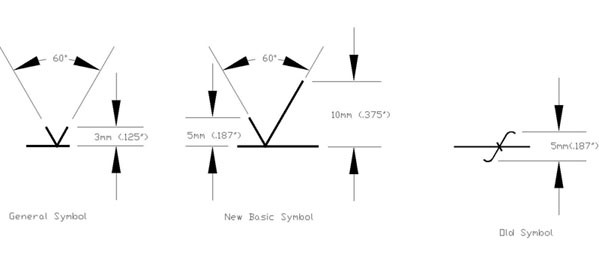 60°
3mm (.125")
General Symbol
60°
5mm (.187")
10mm (.375")
New Basic Symbol
5mm(.187")
Old Symbol